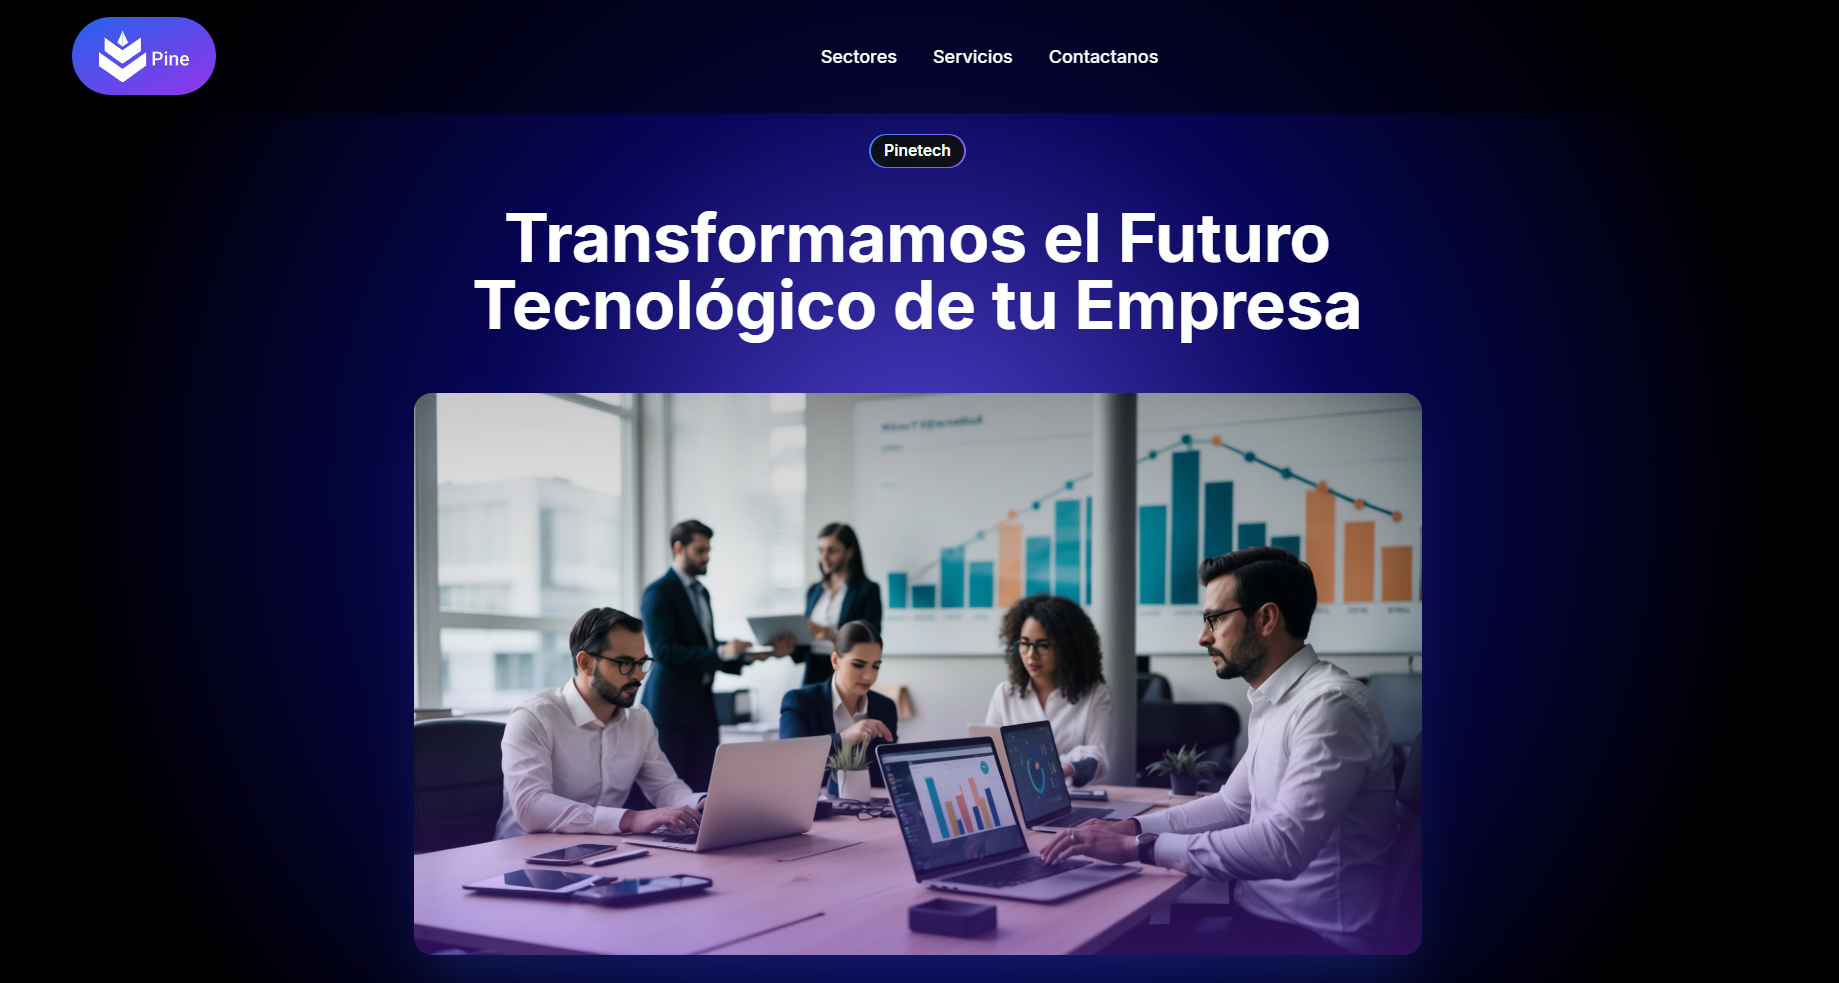 Pine
Sectores
Servicios
Contactanos
Pinetech
Transformamos el Futuro
Tecnológico de tu Empresa